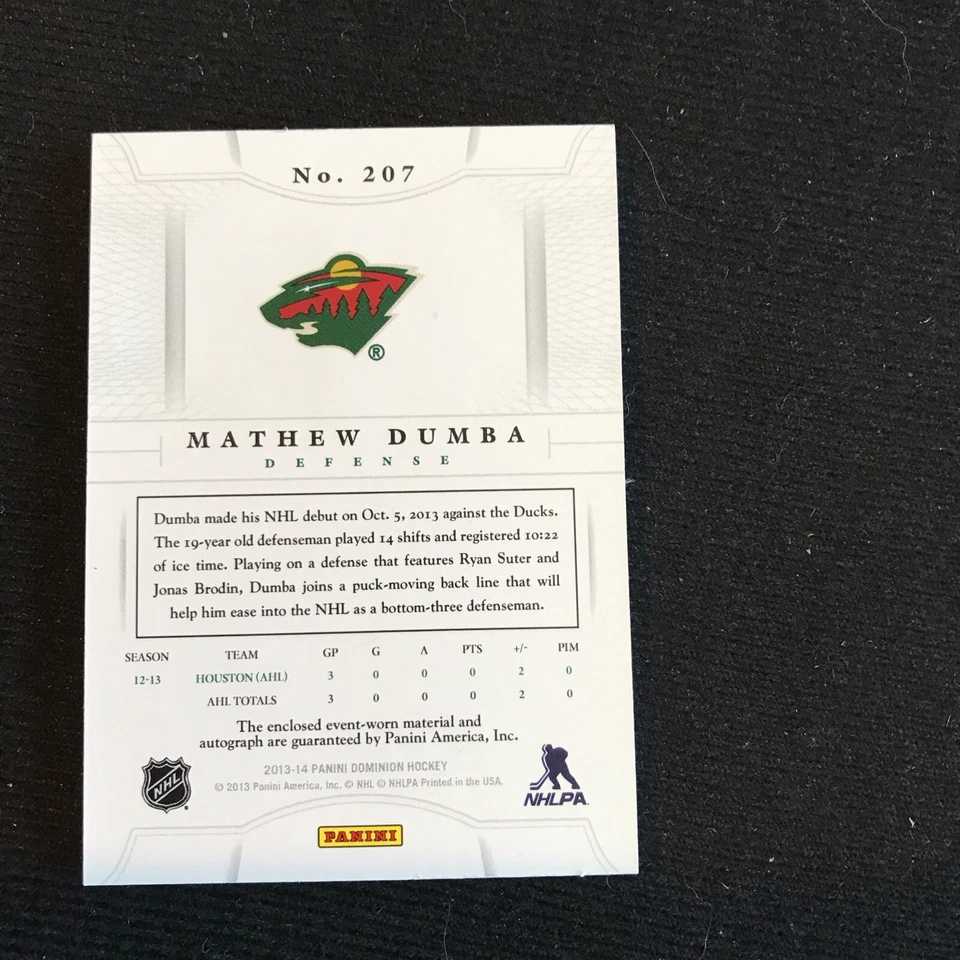 No. 207
®
MATHEW DUMBA
DEFENSE
Dumba made his NHL debut on Oct. 5, 2013 against the Ducks.
The 19-year old defenseman played 14 shifts and registered 10:22
of ice time. Playing on a defense that features Ryan Suter and
Jonas Brodin, Dumba joins a puck-moving back line that will
help him ease into the NHL as a bottom-three defenseman.
SEASON TEAM GP G A PTS +/- PIM
12-13 HOUSTON (AHL) 3 0 0 0 2 0
AHL TOTALS 3 0 0 0 2 0
The enclosed event-worn material and
autograph are guaranteed by Panini America, Inc.
2013-14 PANINI DOMINION HOCKEY
© 2013 Panini America, Inc. © NHL © NHLPA Printed in the USA.
NHL
NHLPA
PANINI